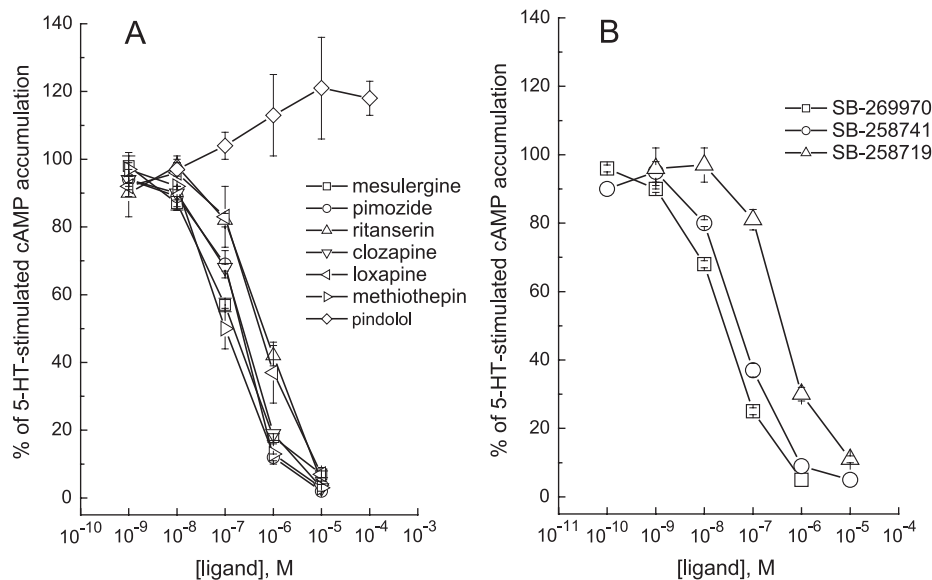 A
% of 5-HT-stimulated cAMP accumulation
140
120
100
80
60
40
20
0
mesulergine
pimozide
ritanserin
clozapine
loxapine
methiothepin
pindolol
10⁻¹⁰ 10⁻⁹ 10⁻⁸ 10⁻⁷ 10⁻⁶ 10⁻⁵ 10⁻⁴ 10⁻³
[ligand], M
B
% of 5-HT-stimulated cAMP accumulation
140
120
100
80
60
40
20
0
SB-269970
SB-258741
SB-258719
10⁻¹¹ 10⁻¹⁰ 10⁻⁹ 10⁻⁸ 10⁻⁷ 10⁻⁶ 10⁻⁵ 10⁻⁴
[ligand], M